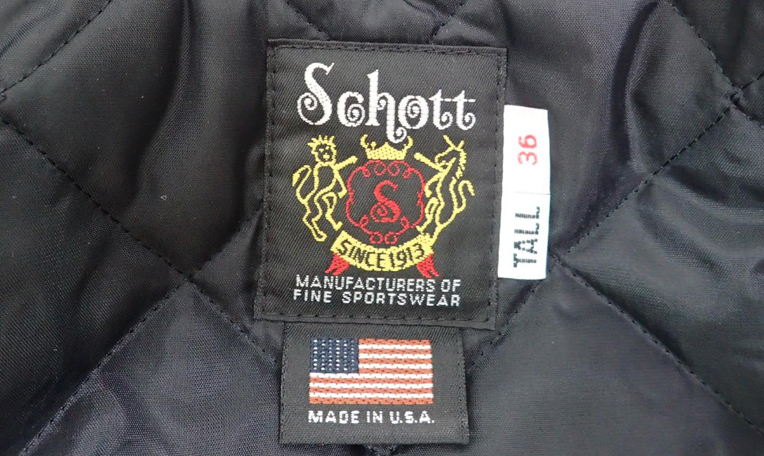 Schott
S
SINCE 1913
MANUFACTURERS OF
FINE SPORTSWEAR
36
TALL
MADE IN U.S.A.